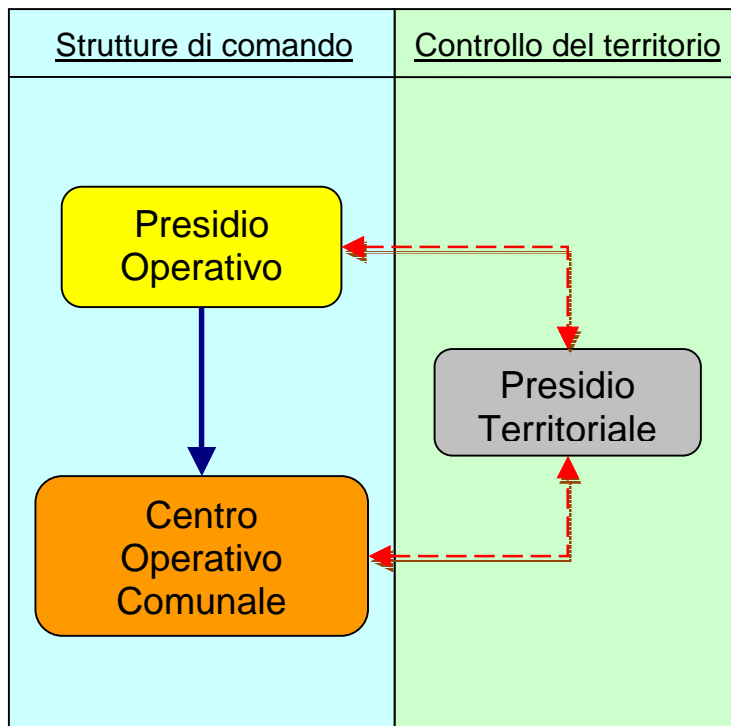 Strutture di comando
Controllo del territorio
Presidio
Operativo
Presidio
Territoriale
Centro
Operativo
Comunale